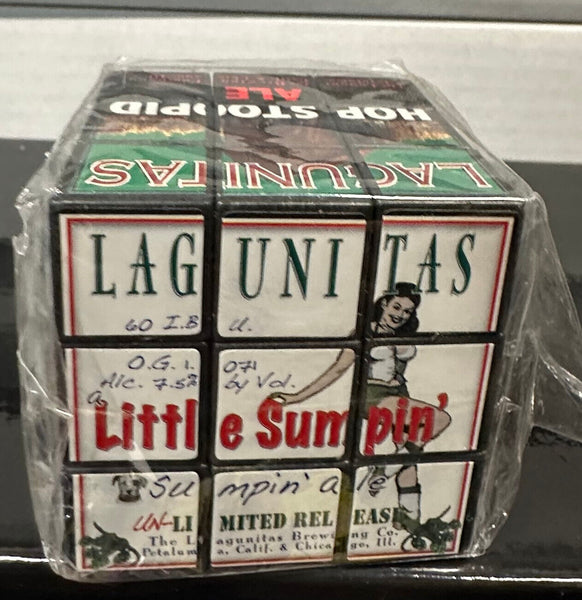 HOP STOOPID
ALE
LAGUNITAS
LAGUNITAS
60 I.B.U.
O.G. 1.071
Alc. 7.5% by Vol.
a
Little Sumpin'
Sumpin' ale
UN-LIMITED RELEASE
The Lagunitas Brewing Co.
Petaluma, Calif. & Chicago, Ill.